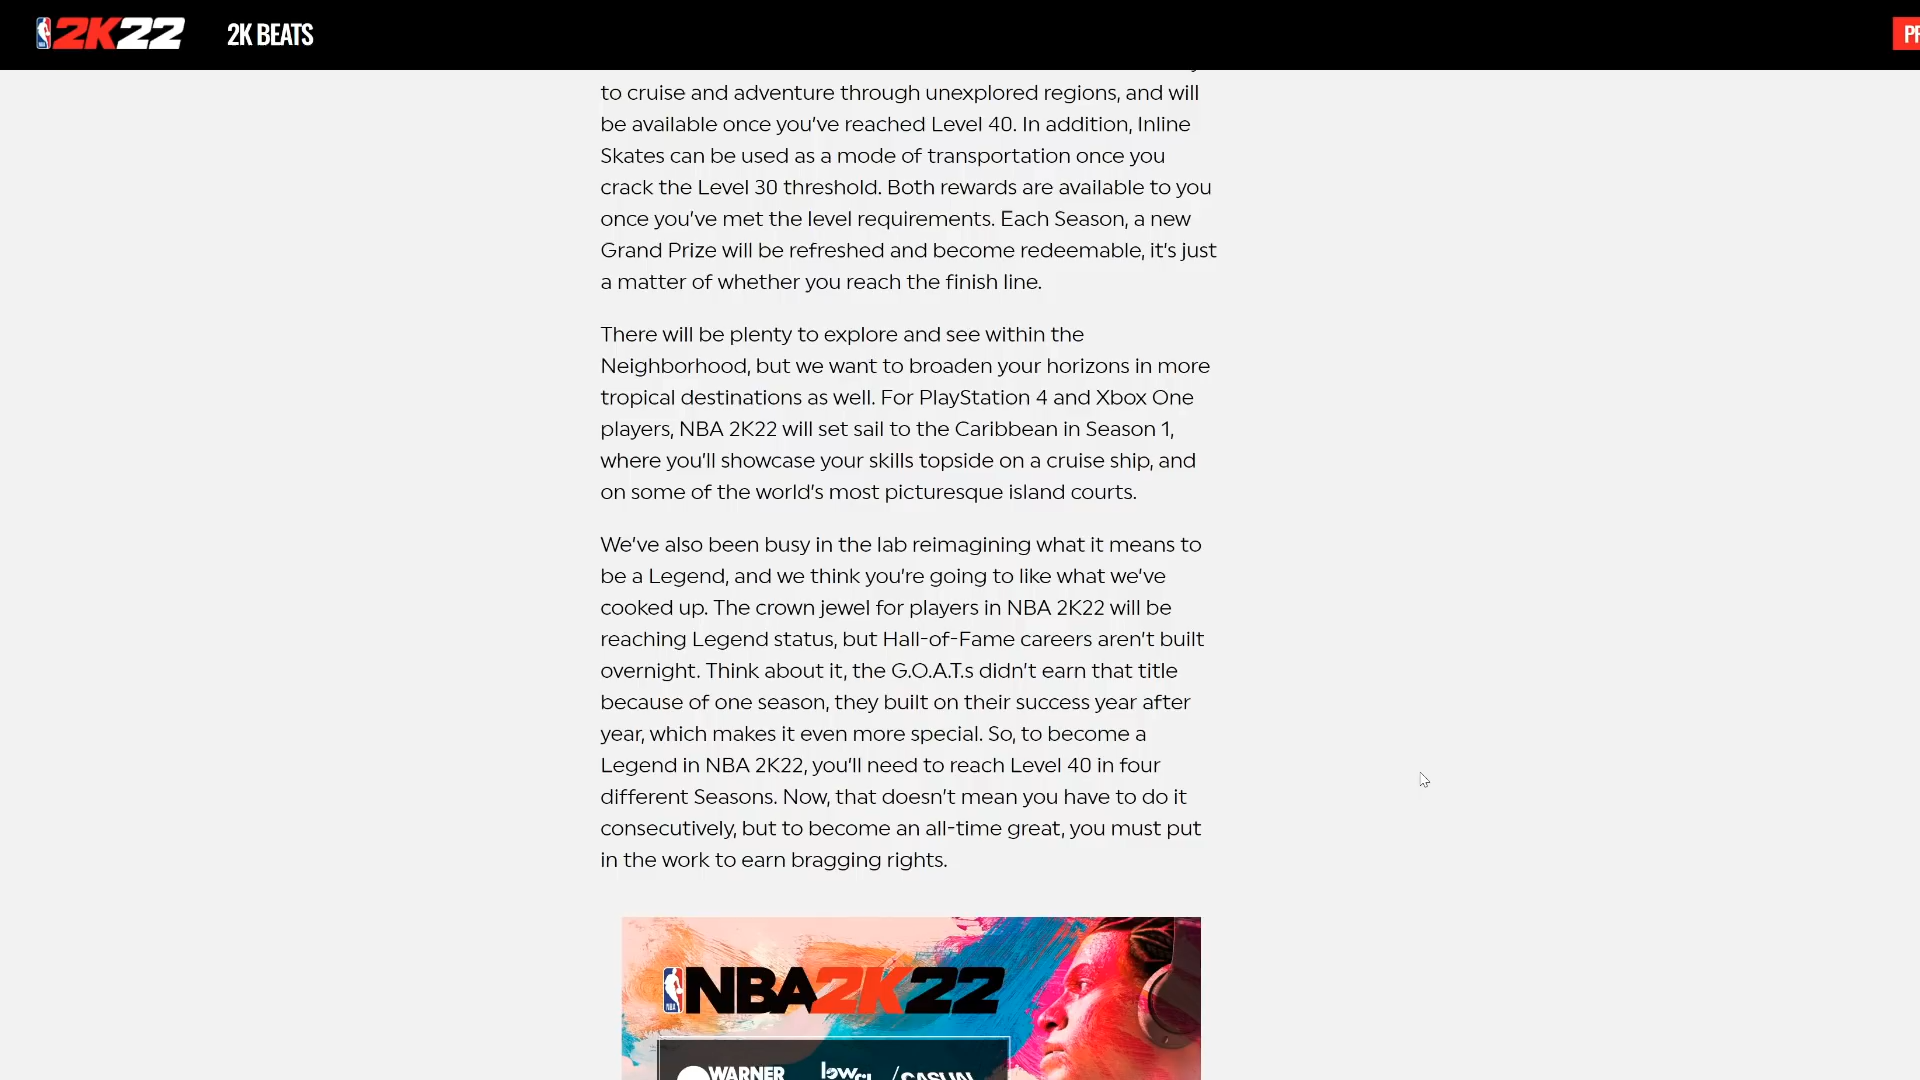 NBA 2K22 2K BEATS
to cruise and adventure through unexplored regions, and will
be available once you've reached Level 40. In addition, Inline
Skates can be used as a mode of transportation once you
crack the Level 30 threshold. Both rewards are available to you
once you've met the level requirements. Each Season, a new
Grand Prize will be refreshed and become redeemable, it's just
a matter of whether you reach the finish line.
There will be plenty to explore and see within the
Neighborhood, but we want to broaden your horizons in more
tropical destinations as well. For PlayStation 4 and Xbox One
players, NBA 2K22 will set sail to the Caribbean in Season 1,
where you'll showcase your skills topside on a cruise ship, and
on some of the world's most picturesque island courts.
We've also been busy in the lab reimagining what it means to
be a Legend, and we think you're going to like what we've
cooked up. The crown jewel for players in NBA 2K22 will be
reaching Legend status, but Hall-of-Fame careers aren't built
overnight. Think about it, the G.O.A.T.s didn't earn that title
because of one season, they built on their success year after
year, which makes it even more special. So, to become a
Legend in NBA 2K22, you'll need to reach Level 40 in four
different Seasons. Now, that doesn't mean you have to do it
consecutively, but to become an all-time great, you must put
in the work to earn bragging rights.
NBA NBA2K22
WARNER